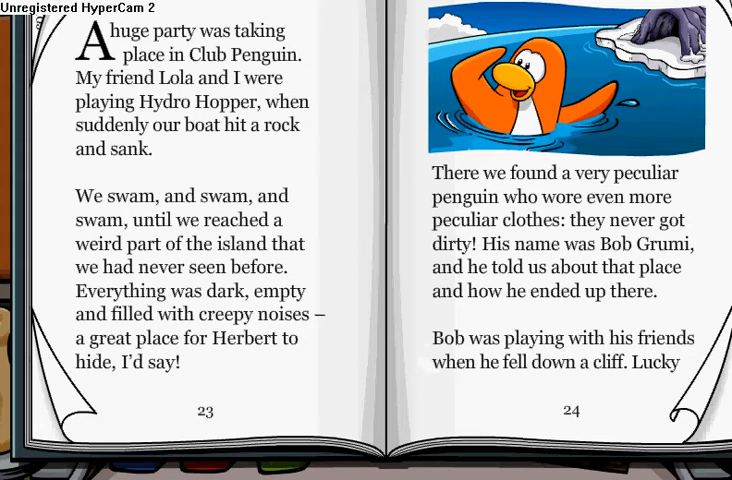 Unregistered HyperCam 2
A huge party was taking
place in Club Penguin.
My friend Lola and I were
playing Hydro Hopper, when
suddenly our boat hit a rock
and sank.
We swam, and swam, and
swam, until we reached a
weird part of the island that
we had never seen before.
Everything was dark, empty
and filled with creepy noises –
a great place for Herbert to
hide, I'd say!
23
There we found a very peculiar
penguin who wore even more
peculiar clothes: they never got
dirty! His name was Bob Grumi,
and he told us about that place
and how he ended up there.
Bob was playing with his friends
when he fell down a cliff. Lucky
24